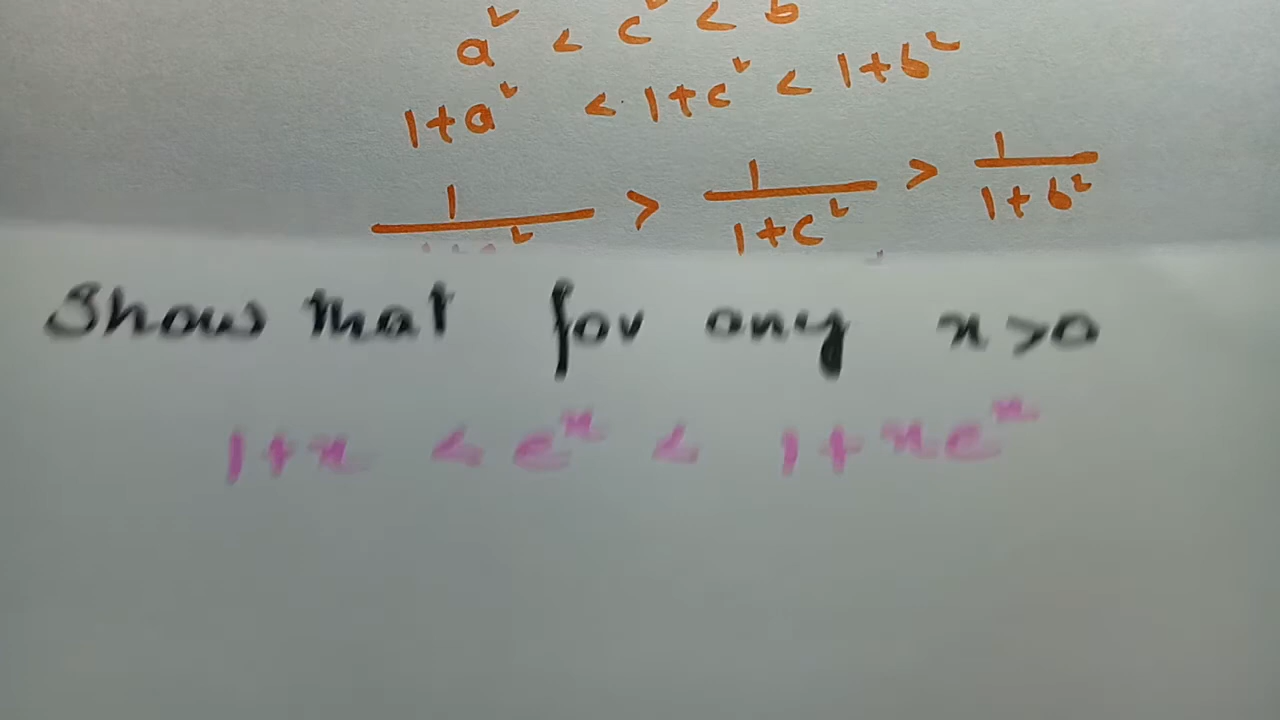 a² < c² < b
1+a² < 1+c² < 1+b²
1/ > 1/(1+c²) > 1/(1+b²)
Show that for any x>0
1+x < eˣ < 1+xeˣ